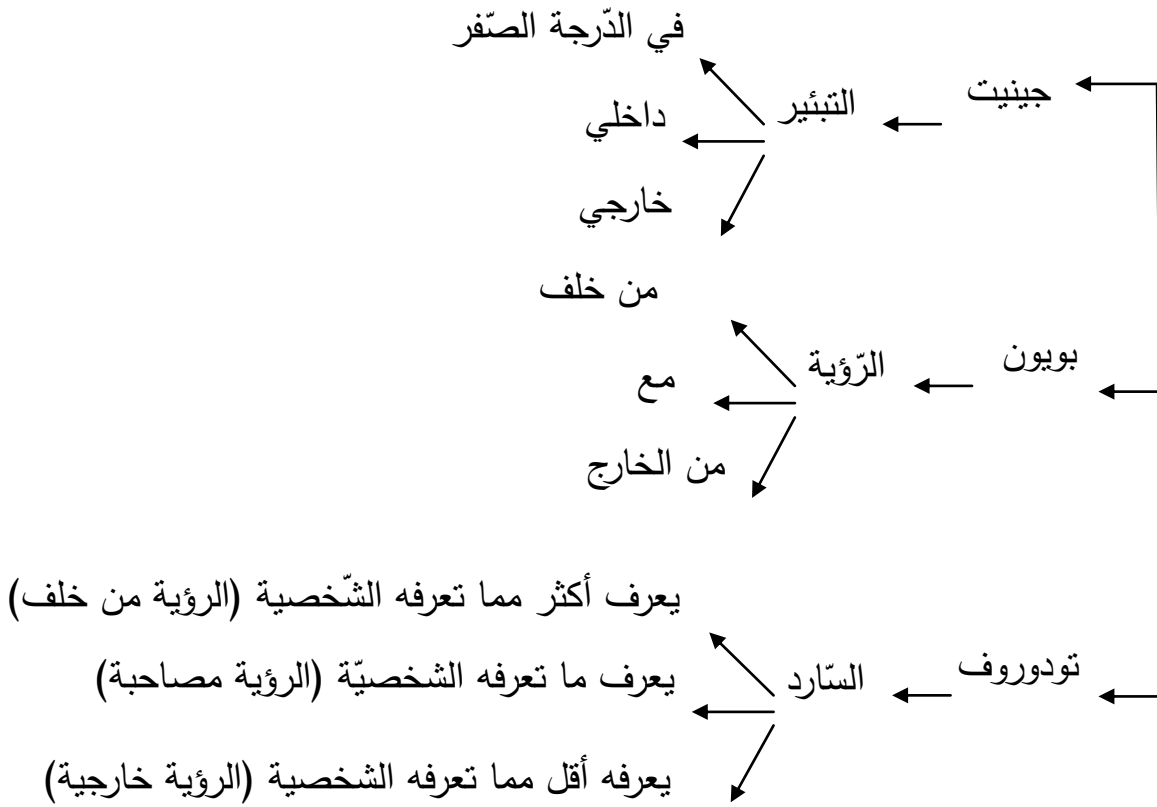 في الدّرجة الصّفر
جينيت
التبئير
داخلي
خارجي
من خلف
بويون
الرّؤية
مع
من الخارج
يعرف أكثر مما تعرفه الشّخصية (الرؤية من خلف)
تودوروف
السّارد
يعرف ما تعرفه الشخصيّة (الرؤية مصاحبة)
يعرفه أقل مما تعرفه الشخصية (الرؤية خارجية)